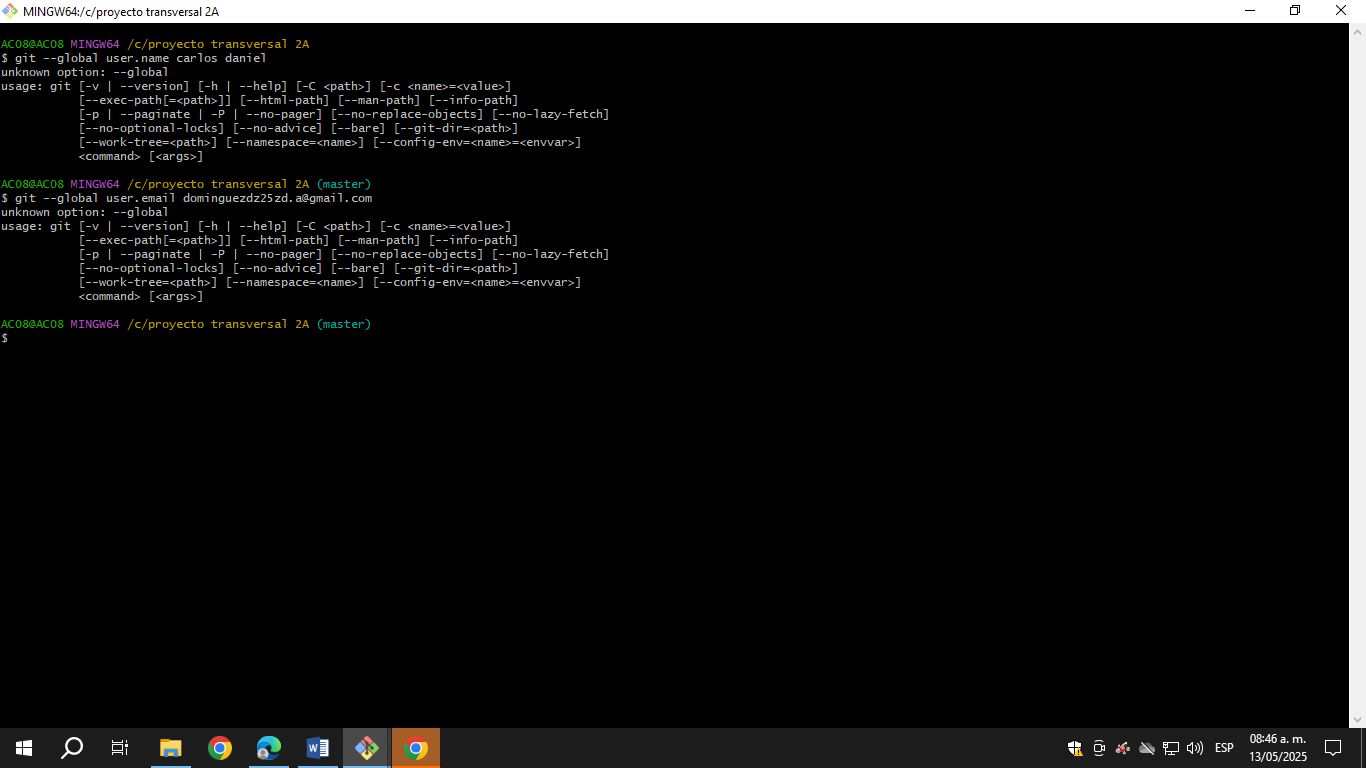 MINGW64:/c/proyecto transversal 2A
ACO8@ACO8 MINGW64 /c/proyecto transversal 2A
$ git --global user.name carlos daniel
unknown option: --global
usage: git [-v | --version] [-h | --help] [-C <path>] [-c <name>=<value>]
           [--exec-path[=<path>]] [--html-path] [--man-path] [--info-path]
           [-p | --paginate | -P | --no-pager] [--no-replace-objects] [--no-lazy-fetch]
           [--no-optional-locks] [--no-advice] [--bare] [--git-dir=<path>]
           [--work-tree=<path>] [--namespace=<name>] [--config-env=<name>=<envvar>]
           <command> [<args>]
ACO8@ACO8 MINGW64 /c/proyecto transversal 2A (master)
$ git --global user.email dominguezdz25zd.a@gmail.com
unknown option: --global
usage: git [-v | --version] [-h | --help] [-C <path>] [-c <name>=<value>]
           [--exec-path[=<path>]] [--html-path] [--man-path] [--info-path]
           [-p | --paginate | -P | --no-pager] [--no-replace-objects] [--no-lazy-fetch]
           [--no-optional-locks] [--no-advice] [--bare] [--git-dir=<path>]
           [--work-tree=<path>] [--namespace=<name>] [--config-env=<name>=<envvar>]
           <command> [<args>]
ACO8@ACO8 MINGW64 /c/proyecto transversal 2A (master)
$
ESP
08:46 a. m.
13/05/2025